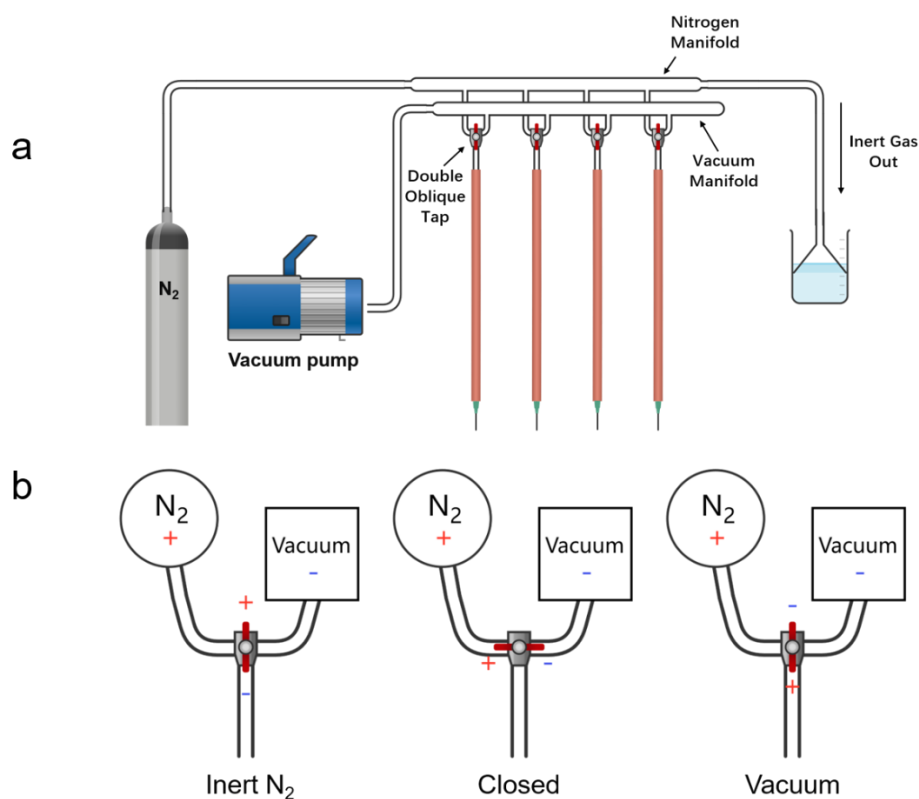 a
Nitrogen
Manifold
Inert Gas
Out
Double
Oblique
Tap
Vacuum
Manifold
N₂
Vacuum pump
b
N₂
+
Vacuum
-
+
-
Inert N₂
N₂
+
Vacuum
-
+
-
Closed
N₂
+
Vacuum
-
-
+
Vacuum